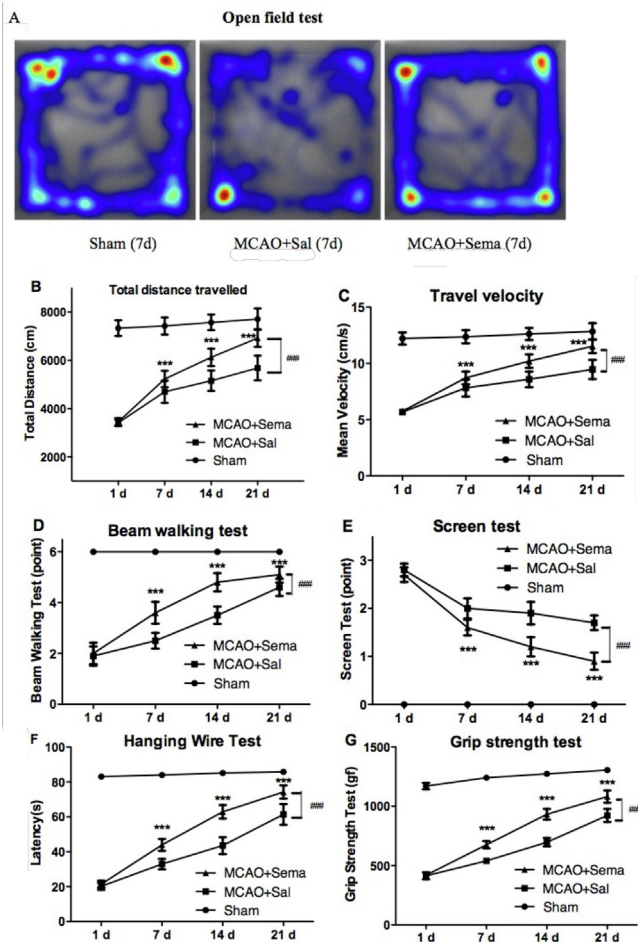 A
Open field test
Sham (7d)
MCAO+Sal (7d)
MCAO+Sema (7d)
B
Total distance travelled
Total Distance (cm)
8000
6000
4000
2000
***
***
***
###
MCAO+Sema
MCAO+Sal
Sham
1 d 7 d 14 d 21 d
C
Travel velocity
Mean Velocity (cm/s)
15
10
5
0
***
***
***
###
MCAO+Sema
MCAO+Sal
Sham
1 d 7 d 14 d 21 d
D
Beam walking test
Beam Walking Test (point)
6
4
2
0
***
***
***
###
MCAO+Sema
MCAO+Sal
Sham
1 d 7 d 14 d 21 d
E
Screen test
Screen Test (point)
3
2
1
0
***
***
***
###
MCAO+Sema
MCAO+Sal
Sham
1 d 7 d 14 d 21 d
F
Hanging Wire Test
Latency(s)
100
80
60
40
20
0
***
***
***
###
MCAO+Sema
MCAO+Sal
Sham
1 d 7 d 14 d 21 d
G
Grip strength test
Grip Strength Test (gf)
1500
1000
500
0
***
***
***
##
MCAO+Sema
MCAO+Sal
Sham
1 d 7 d 14 d 21 d